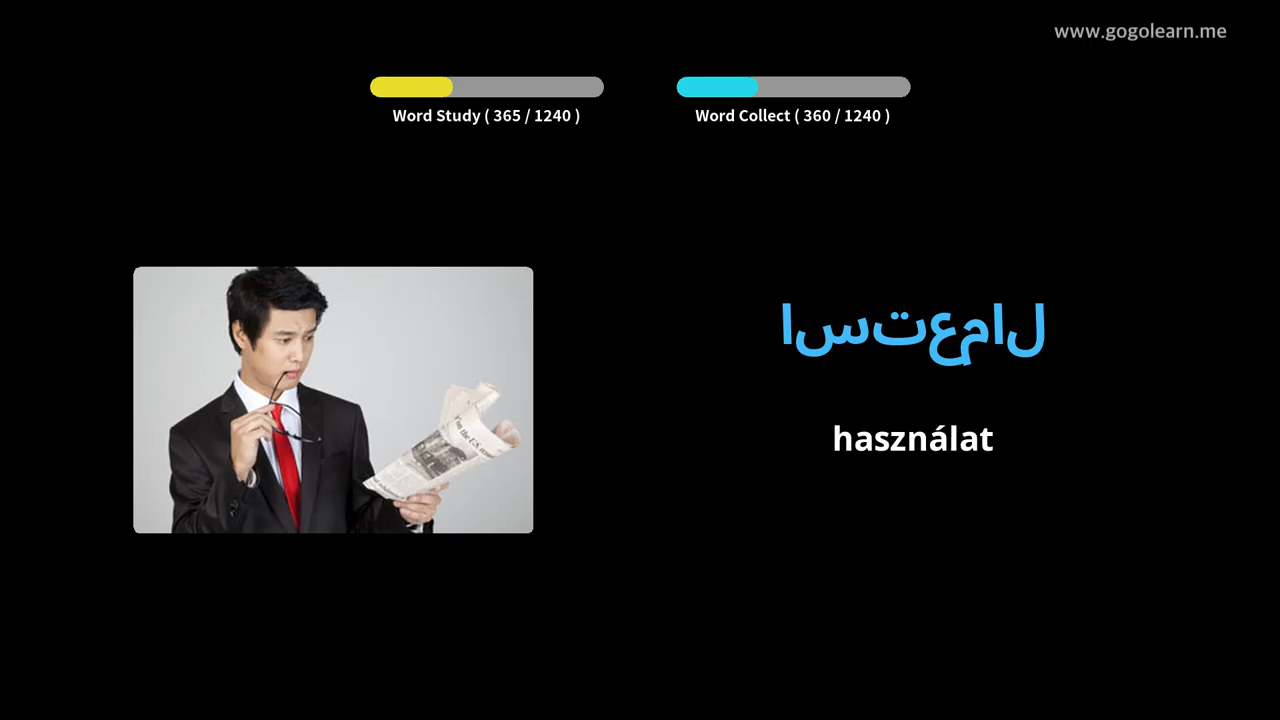 www.gogolearn.me
Word Study ( 365 / 1240 )
Word Collect ( 360 / 1240 )
استعمال
használat